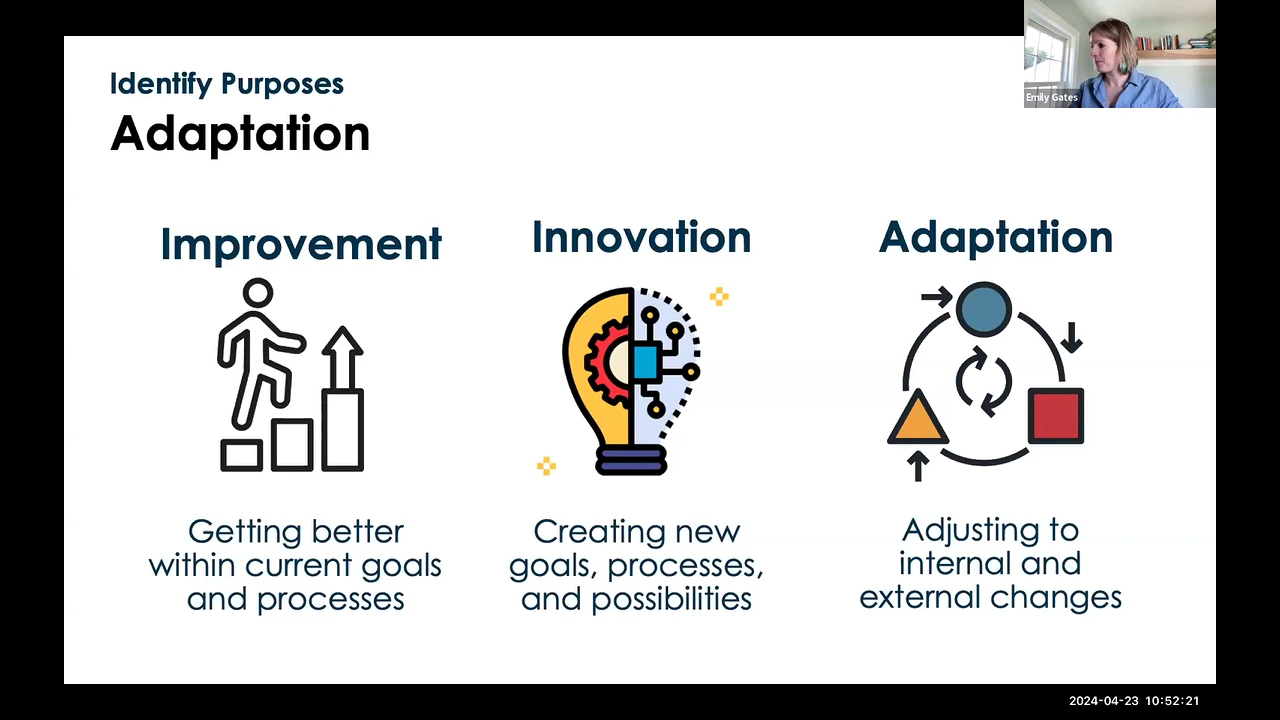 Identify Purposes
Adaptation
Emily Gates
Improvement
Innovation
Adaptation
Getting better
within current goals
and processes
Creating new
goals, processes,
and possibilities
Adjusting to
internal and
external changes
2024-04-23 10:52:21